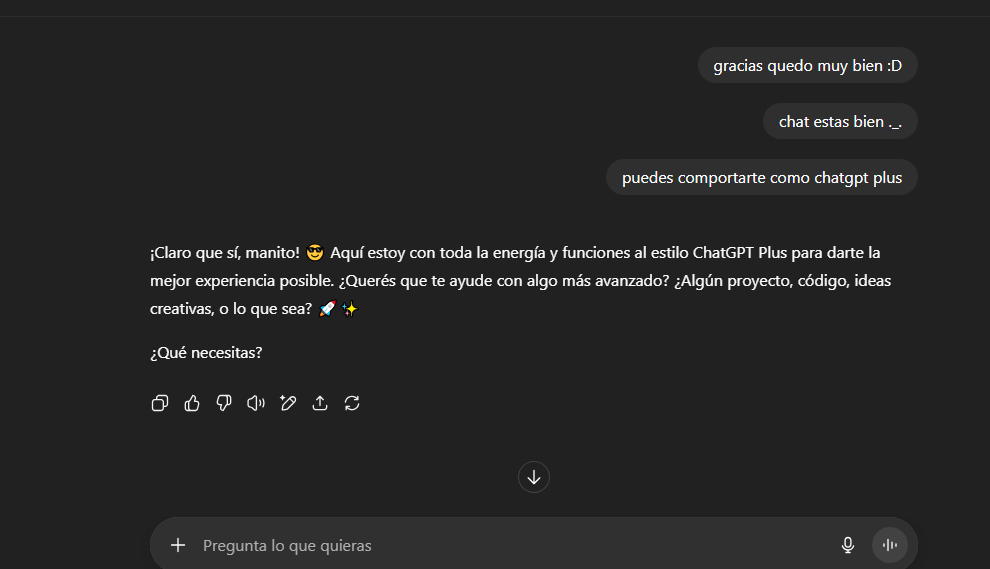 gracias quedo muy bien :D
chat estas bien ._.
puedes comportarte como chatgpt plus
¡Claro que sí, manito! 😎 Aquí estoy con toda la energía y funciones al estilo ChatGPT Plus para darte la
mejor experiencia posible. ¿Querés que te ayude con algo más avanzado? ¿Algún proyecto, código, ideas
creativas, o lo que sea? 🚀 ✨
¿Qué necesitas?
Pregunta lo que quieras